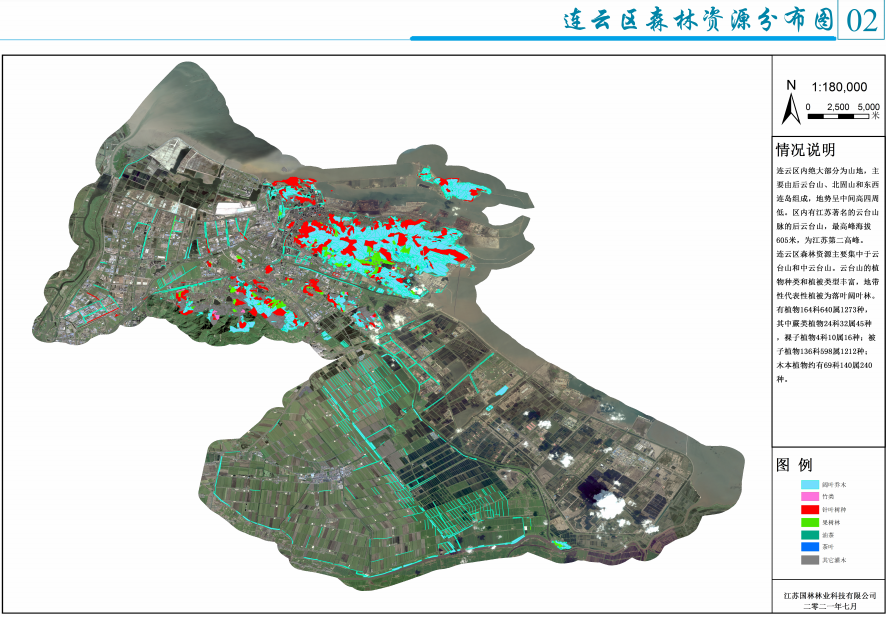 连云区森林资源分布图 02
N 1:180,000
0 2,500 5,000
米
情况说明
连云区内绝大部分为山地，主
要由后云台山、北固山和东西
连岛组成，地势呈中间高四周
低。区内有江苏著名的云台山
脉的后云台山，最高峰海拔
605米，为江苏第二高峰。
连云区森林资源主要集中于云
台山和中云台山。云台山的植
物种类和植被类型丰富，地带
性代表性植被为落叶阔叶林。
有植物164科640属1273种，
其中蕨类植物24科32属45种
，裸子植物4科10属16种；被
子植物136科598属1212种；
木本植物约有69科140属240
种。
图 例
阔叶乔木
竹类
针叶树种
果树林
油茶
茶叶
其它灌木
江苏国林林业科技有限公司
二零二一年七月